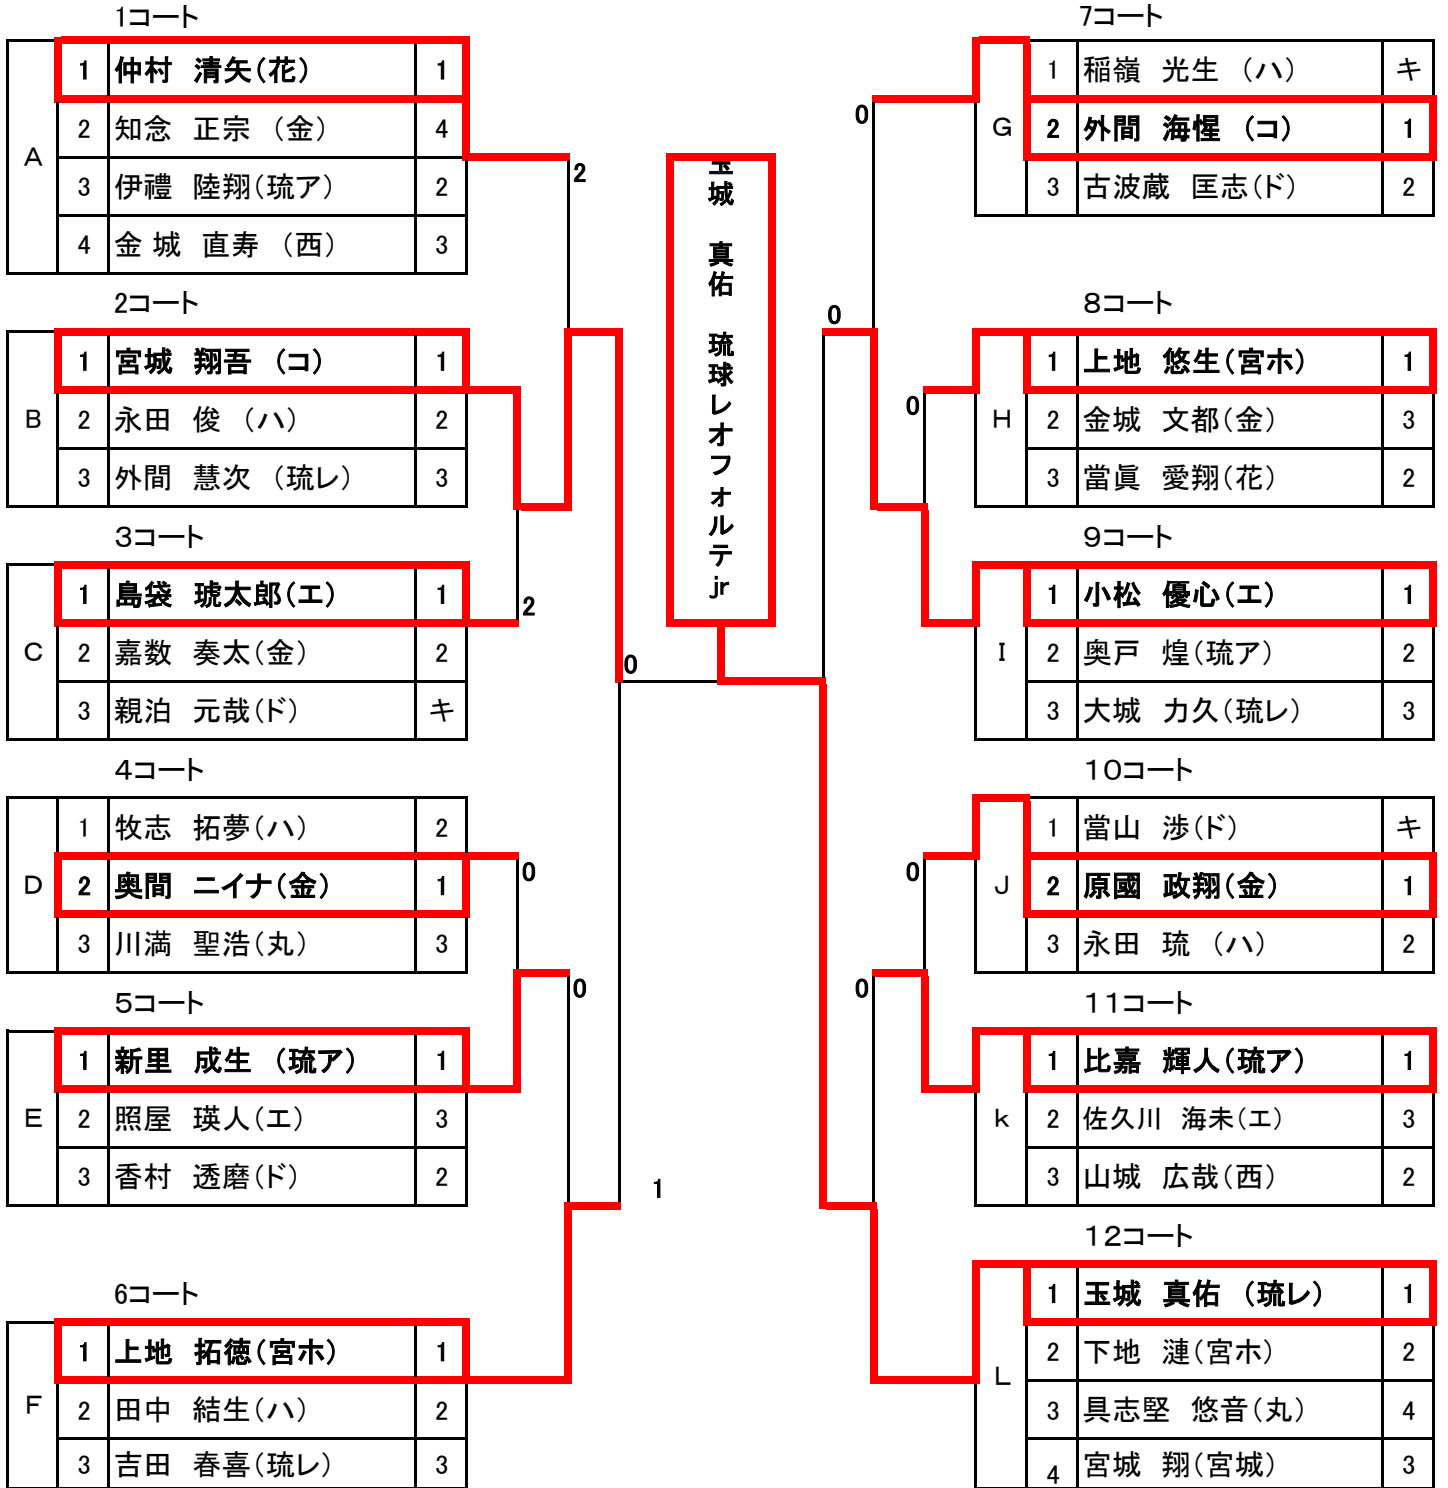 1コート
A
1 仲村 清矢(花) 1
2 知念 正宗 (金) 4
3 伊禮 陸翔(琉ア) 2
4 金 城 直寿 (西) 3
2
2コート
B
1 宮城 翔吾 (コ) 1
2 永田 俊 (ハ) 2
3 外間 慧次 (琉レ) 3
3コート
C
1 島袋 琥太郎(エ) 1
2 嘉数 奏太(金) 2
3 親泊 元哉(ド) キ
2
0
4コート
D
1 牧志 拓夢(ハ) 2
2 奥間 ニイナ(金) 1
3 川満 聖浩(丸) 3
0
0
5コート
E
1 新里 成生 (琉ア) 1
2 照屋 瑛人(エ) 3
3 香村 透磨(ド) 2
1
6コート
F
1 上地 拓徳(宮ホ) 1
2 田中 結生(ハ) 2
3 吉田 春喜(琉レ) 3
玉城 真佑 琉球レオフォルテjr
7コート
G
1 稲嶺 光生 (ハ) キ
2 外間 海惺 (コ) 1
3 古波蔵 匡志(ド) 2
0
0
8コート
H
1 上地 悠生(宮ホ) 1
2 金城 文都(金) 3
3 當眞 愛翔(花) 2
0
9コート
I
1 小松 優心(エ) 1
2 奥戸 煌(琉ア) 2
3 大城 力久(琉レ) 3
10コート
J
1 當山 渉(ド) キ
2 原國 政翔(金) 1
3 永田 琉 (ハ) 2
0
0
11コート
k
1 比嘉 輝人(琉ア) 1
2 佐久川 海未(エ) 3
3 山城 広哉(西) 2
12コート
L
1 玉城 真佑 (琉レ) 1
2 下地 漣(宮ホ) 2
3 具志堅 悠音(丸) 4
4 宮城 翔(宮城) 3